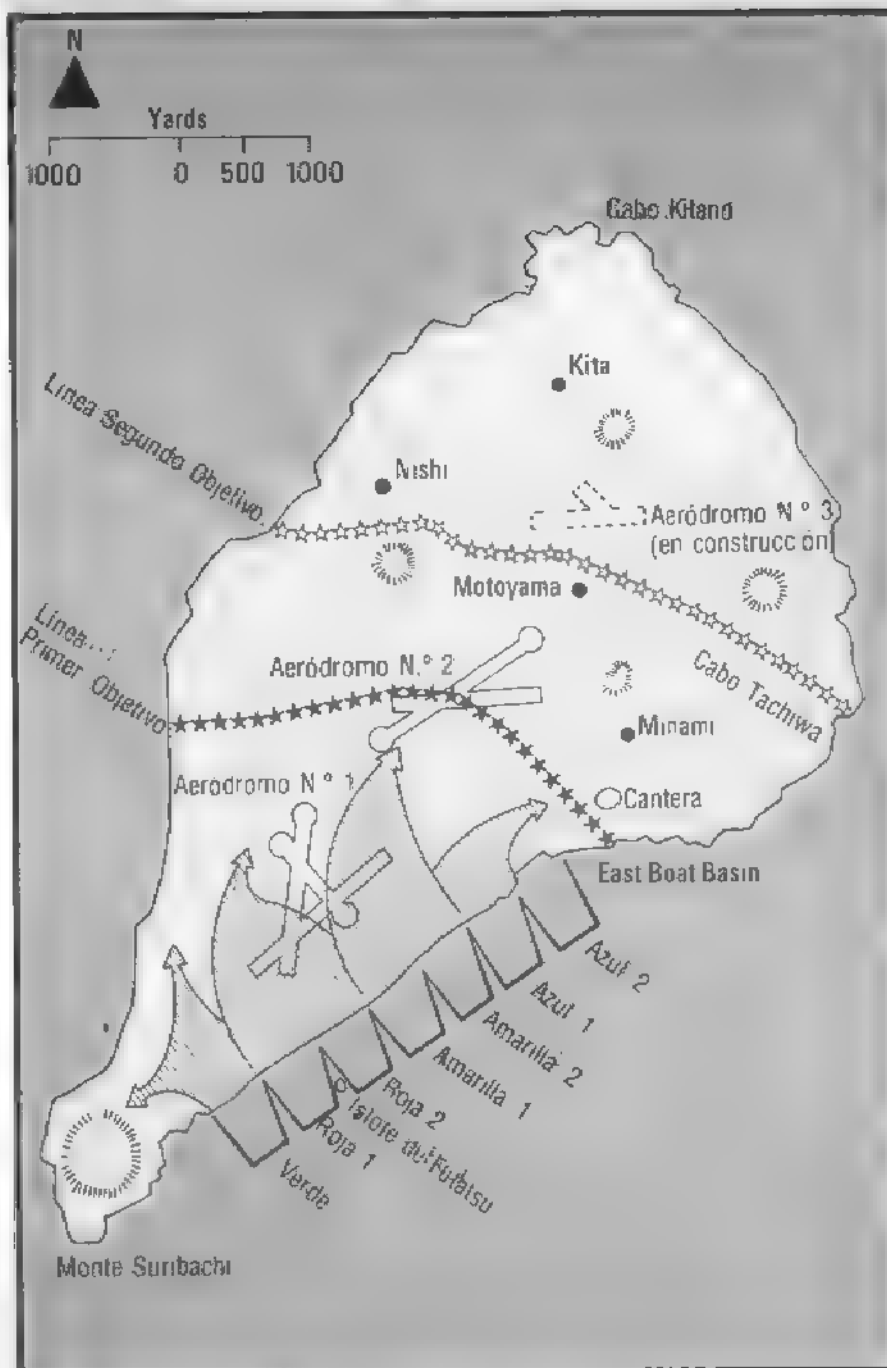 N
Yards
1000 0 500 1000
Cabo Kitano
Kita
Línea Segundo Objetivo
Nishi
Aeródromo N.º 3
(en construcción)
Motoyama
Línea
Primer Objetivo
Aeródromo N.º 2
Cabo Tachiwa
Minami
Aeródromo N.º 1
Cantera
East Boat Basin
Azul 2
Azul 1
Amarilla 2
Amarilla 1
Roja 2
Islote de Futatsu
Roja 1
Verde
Monte Suribachi